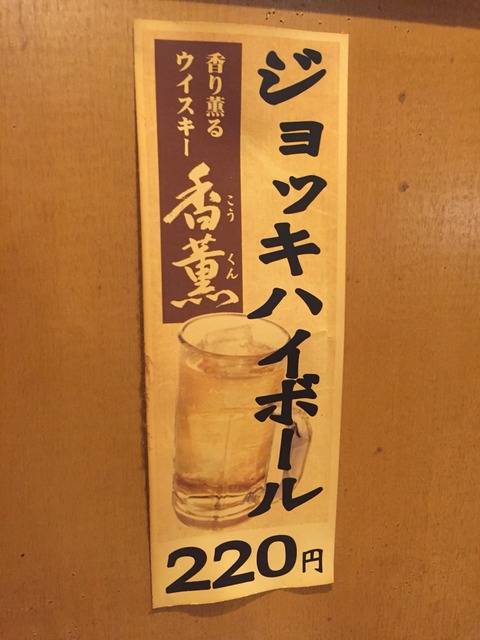 ジョッキハイボール
香り薫る
ウイスキー
香薫
こうくん
220円